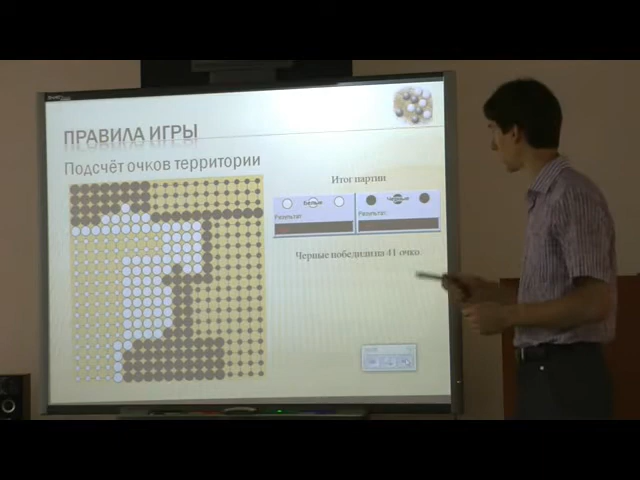 ПРАВИЛА ИГРЫ
Подсчёт очков территории
Итог партии
Белые
Черные
Результат
Результат
Черные победили на 41 очко